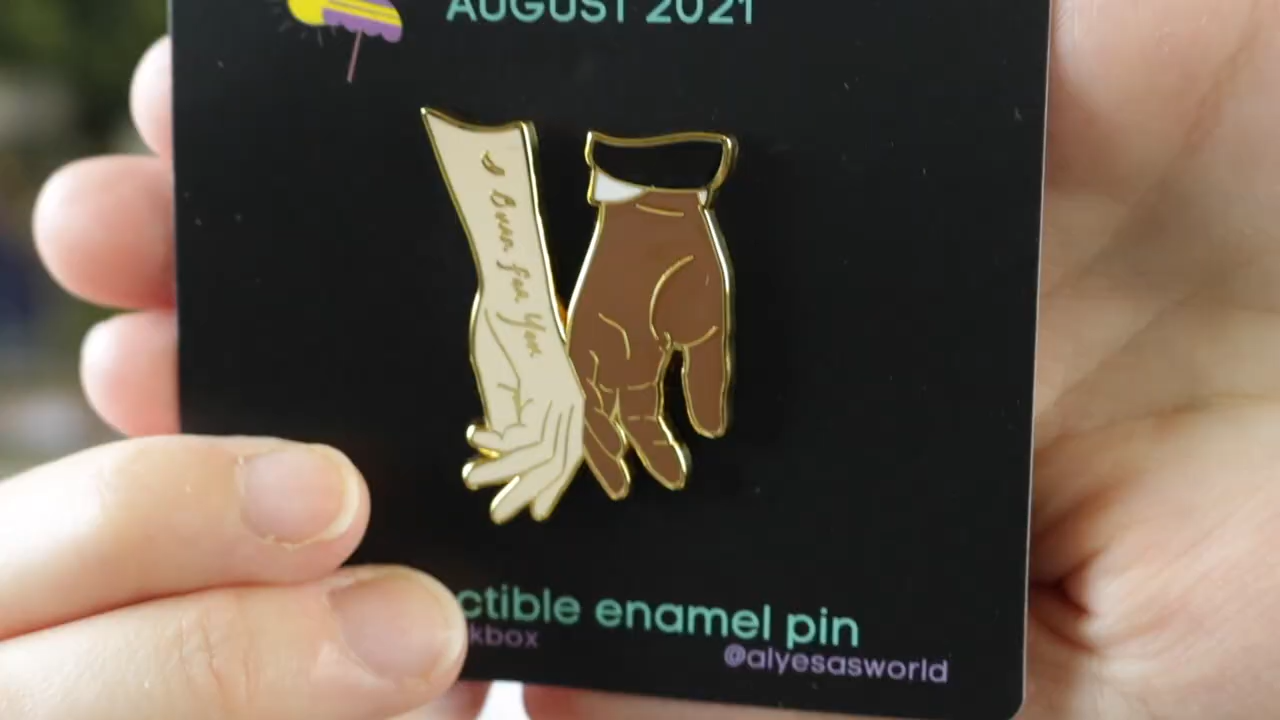 AUGUST 2021
I Burn for You
ctible enamel pin
kbox
@alyesasworld